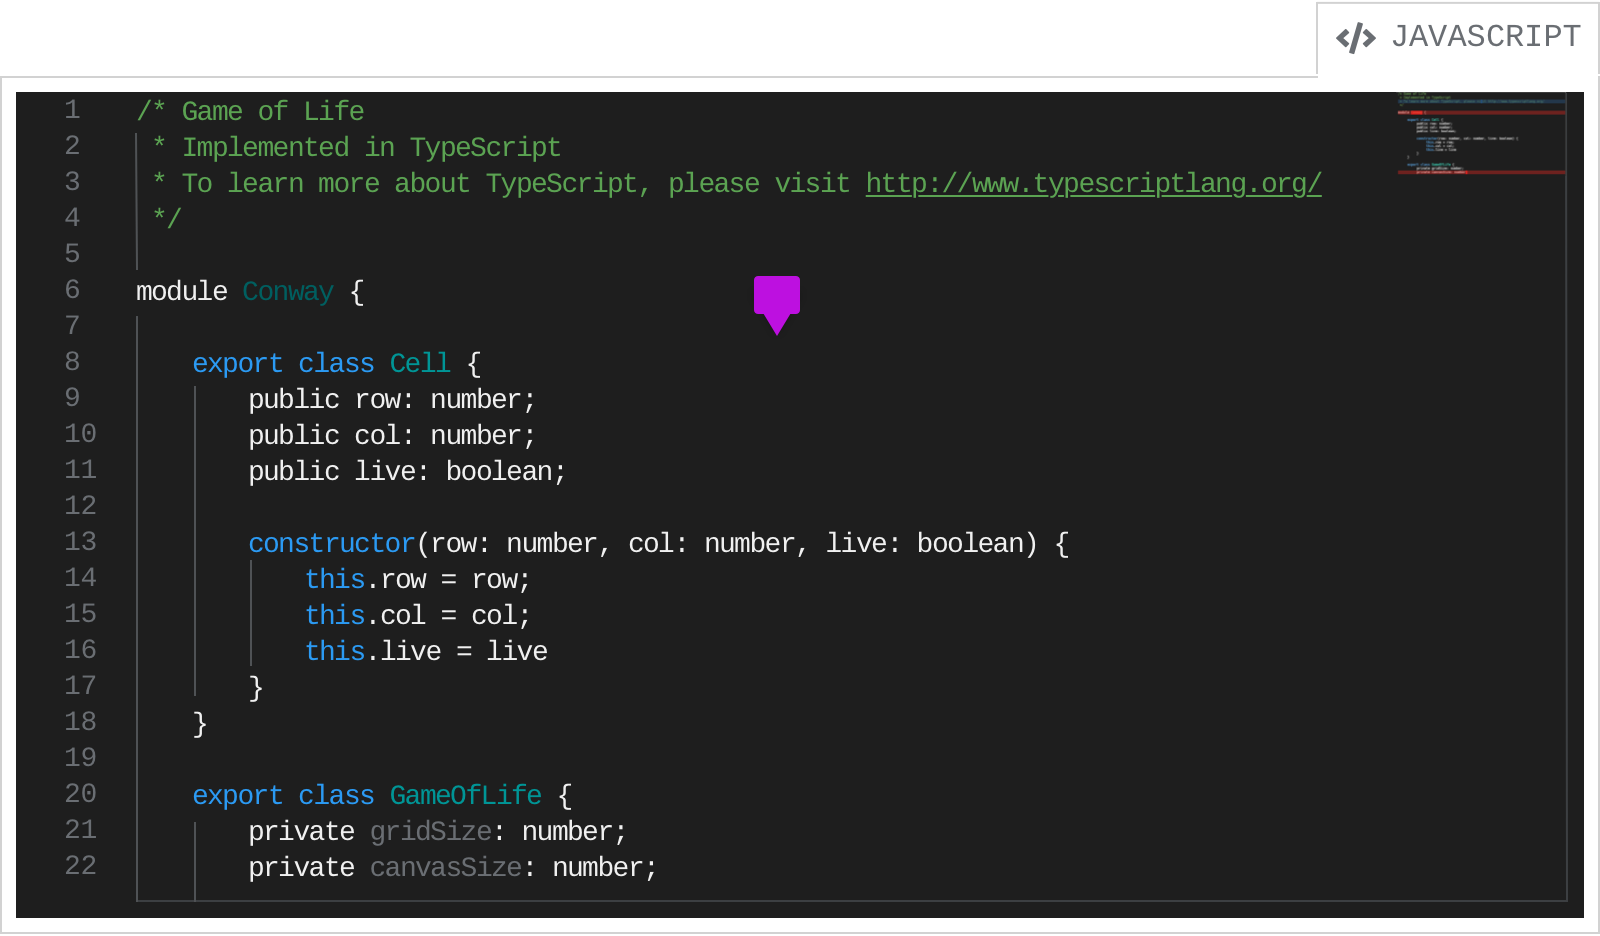 JAVASCRIPT
1 /* Game of Life
2 * Implemented in TypeScript
3 * To learn more about TypeScript, please visit http://www.typescriptlang.org/
4 */
5
6 module Conway {
7
8 export class Cell {
9 public row: number;
10 public col: number;
11 public live: boolean;
12
13 constructor(row: number, col: number, live: boolean) {
14 this.row = row;
15 this.col = col;
16 this.live = live
17 }
18 }
19
20 export class GameOfLife {
21 private gridSize: number;
22 private canvasSize: number;